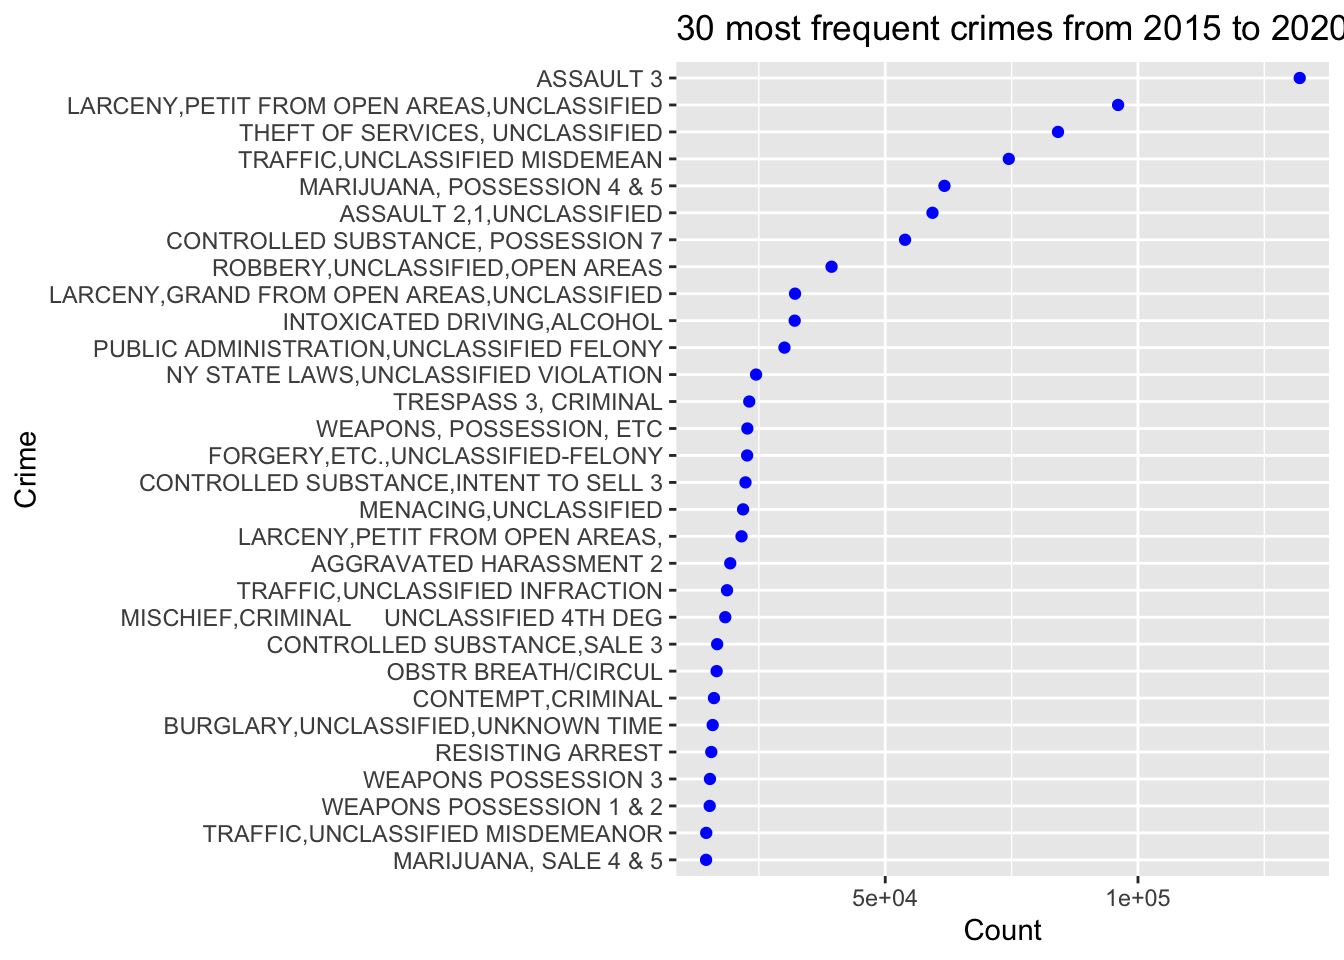 30 most frequent crimes from 2015 to 2020
ASSAULT 3
LARCENY,PETIT FROM OPEN AREAS,UNCLASSIFIED
THEFT OF SERVICES, UNCLASSIFIED
TRAFFIC,UNCLASSIFIED MISDEMEAN
MARIJUANA, POSSESSION 4 & 5
ASSAULT 2,1,UNCLASSIFIED
CONTROLLED SUBSTANCE, POSSESSION 7
ROBBERY,UNCLASSIFIED,OPEN AREAS
LARCENY,GRAND FROM OPEN AREAS,UNCLASSIFIED
INTOXICATED DRIVING,ALCOHOL
PUBLIC ADMINISTRATION,UNCLASSIFIED FELONY
NY STATE LAWS,UNCLASSIFIED VIOLATION
TRESPASS 3, CRIMINAL
WEAPONS, POSSESSION, ETC
FORGERY,ETC.,UNCLASSIFIED-FELONY
CONTROLLED SUBSTANCE,INTENT TO SELL 3
MENACING,UNCLASSIFIED
LARCENY,PETIT FROM OPEN AREAS,
AGGRAVATED HARASSMENT 2
TRAFFIC,UNCLASSIFIED INFRACTION
MISCHIEF,CRIMINAL     UNCLASSIFIED 4TH DEG
CONTROLLED SUBSTANCE,SALE 3
OBSTR BREATH/CIRCUL
CONTEMPT,CRIMINAL
BURGLARY,UNCLASSIFIED,UNKNOWN TIME
RESISTING ARREST
WEAPONS POSSESSION 3
WEAPONS POSSESSION 1 & 2
TRAFFIC,UNCLASSIFIED MISDEMEANOR
MARIJUANA, SALE 4 & 5
Crime
5e+04 1e+05
Count